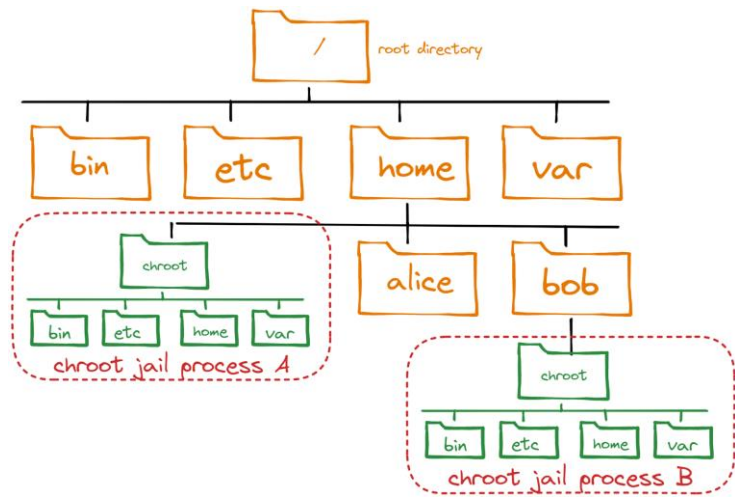 /
root directory
bin
etc
home
var
chroot
bin
etc
home
var
chroot jail process A
alice
bob
chroot
bin
etc
home
var
chroot jail process B